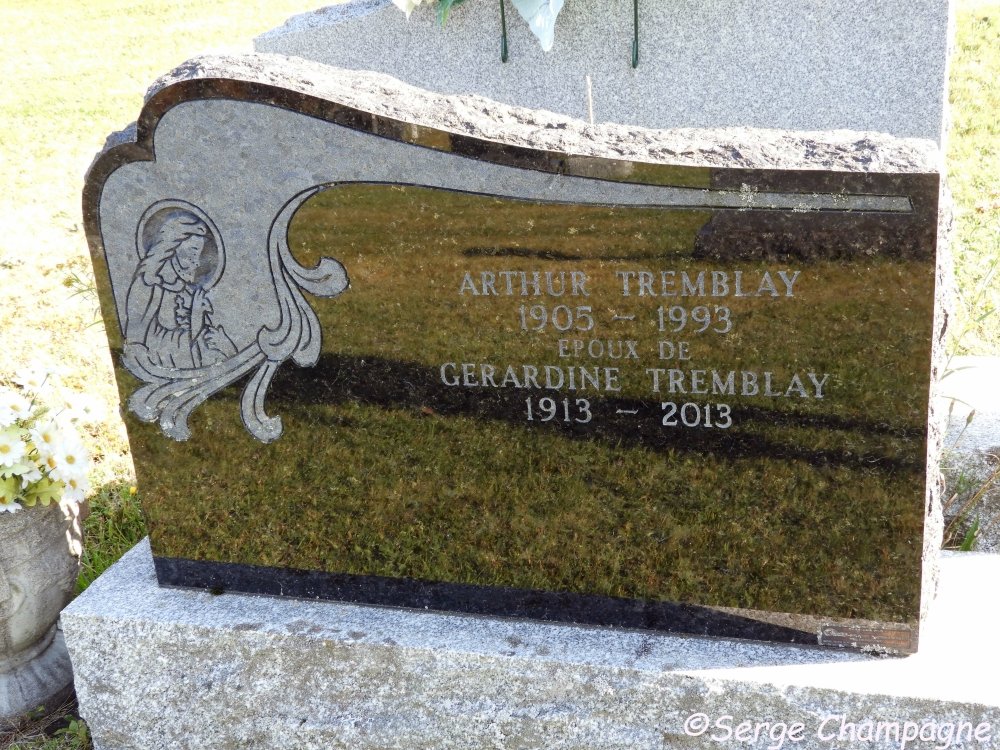 ARTHUR TREMBLAY
1905 - 1993
EPOUX DE
GERARDINE TREMBLAY
1913 - 2013
©Serge Champagne